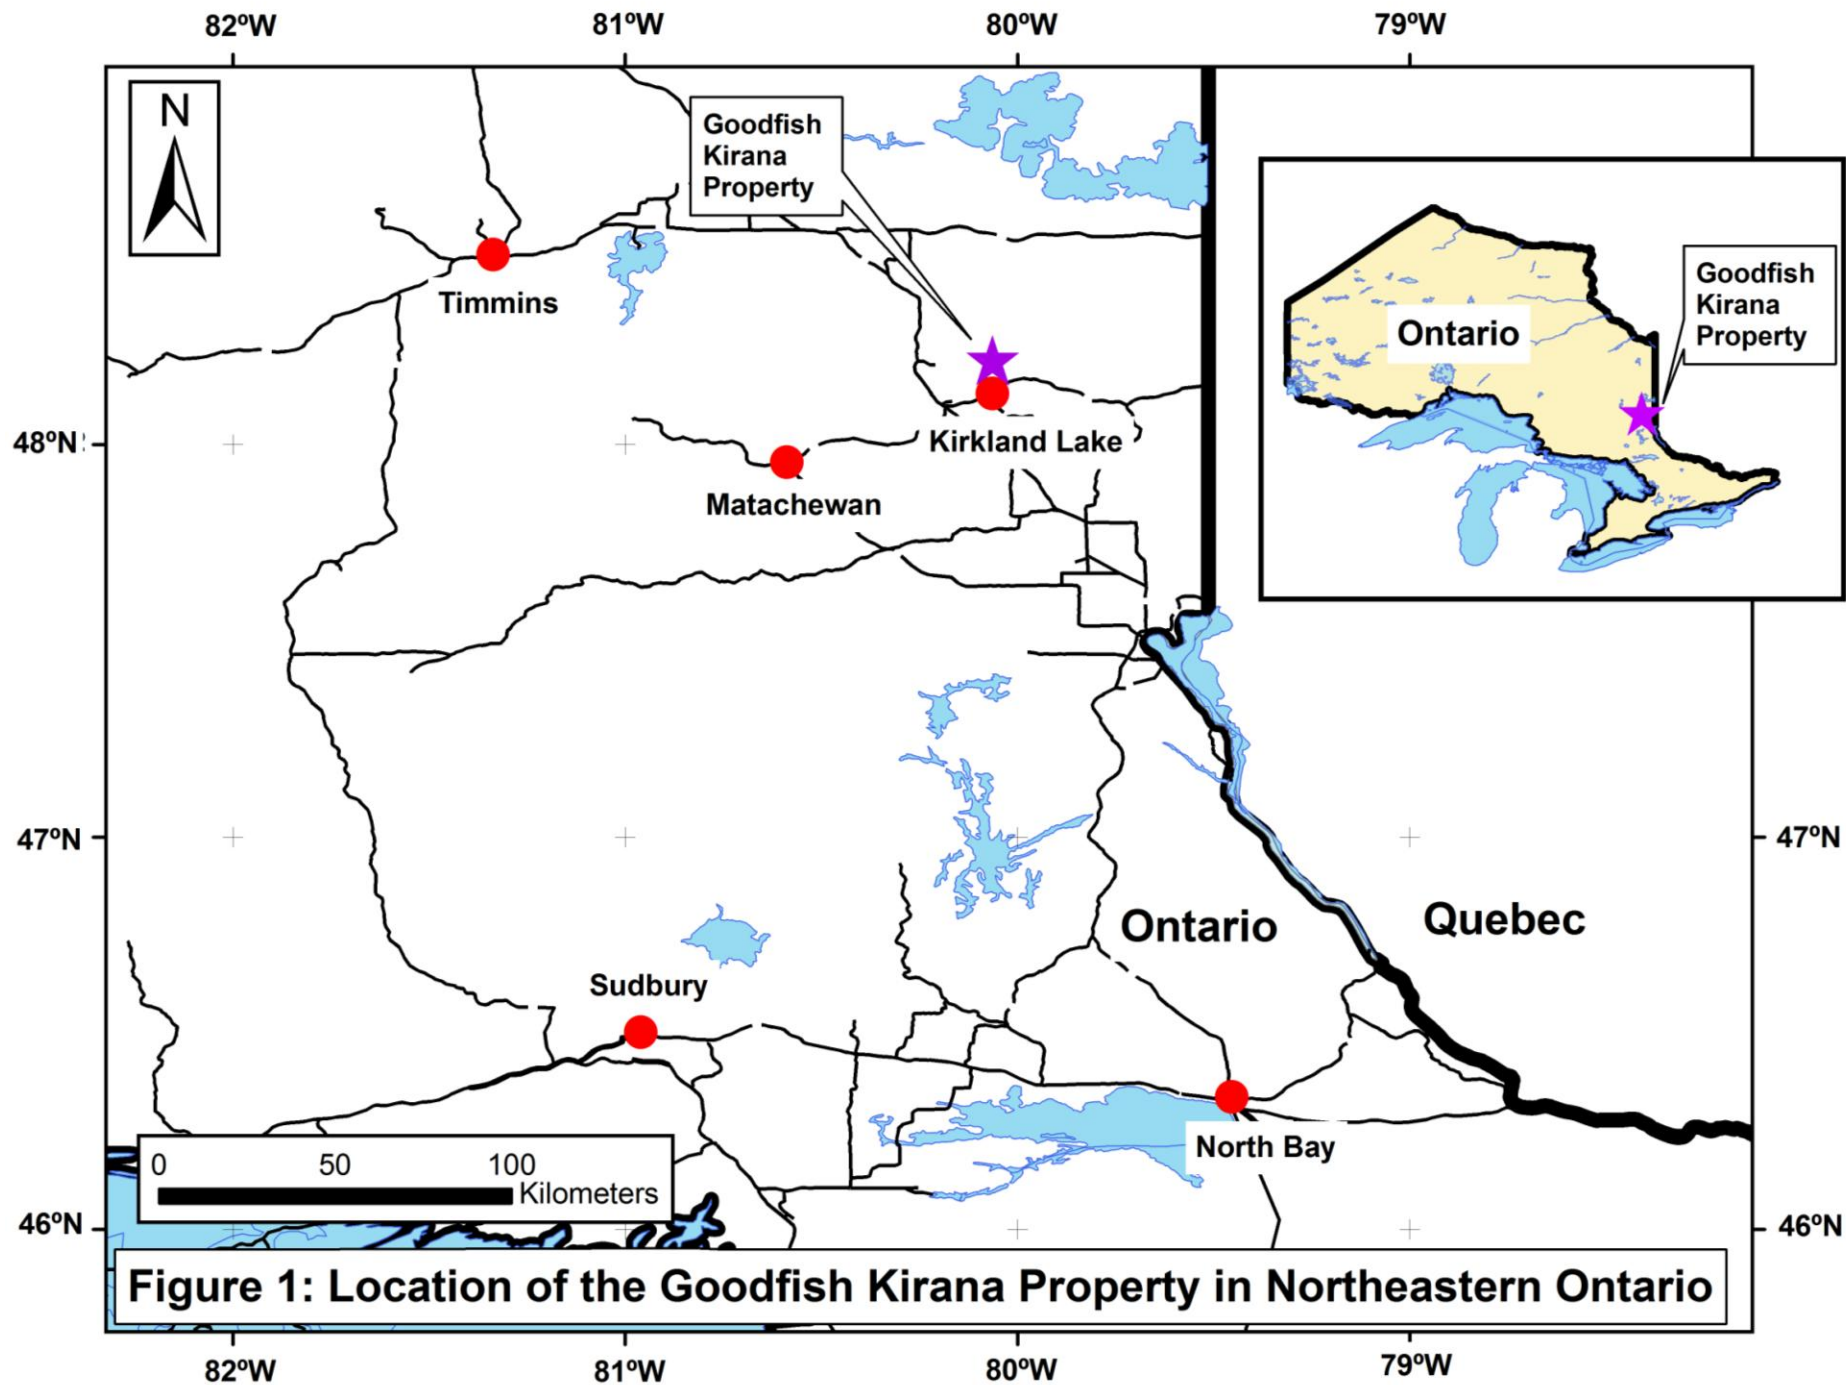 82ºW 81ºW 80ºW 79ºW
N
Goodfish
Kirana
Property
Timmins
Goodfish
Kirana
Property
Ontario
48ºN
Kirkland Lake
Matachewan
47ºN 47ºN
Ontario
Quebec
Sudbury
North Bay
0 50 100
Kilometers
46ºN 46ºN
Figure 1: Location of the Goodfish Kirana Property in Northeastern Ontario
82ºW 81ºW 80ºW 79ºW